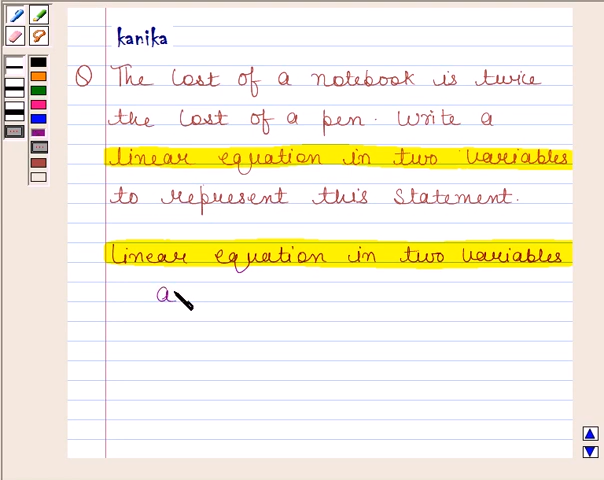 kanika
Q The Cost of a notebook is twice
the Cost of a pen. Write a
linear equation in two variables
to represent this Statement.
linear equation in two variables
a